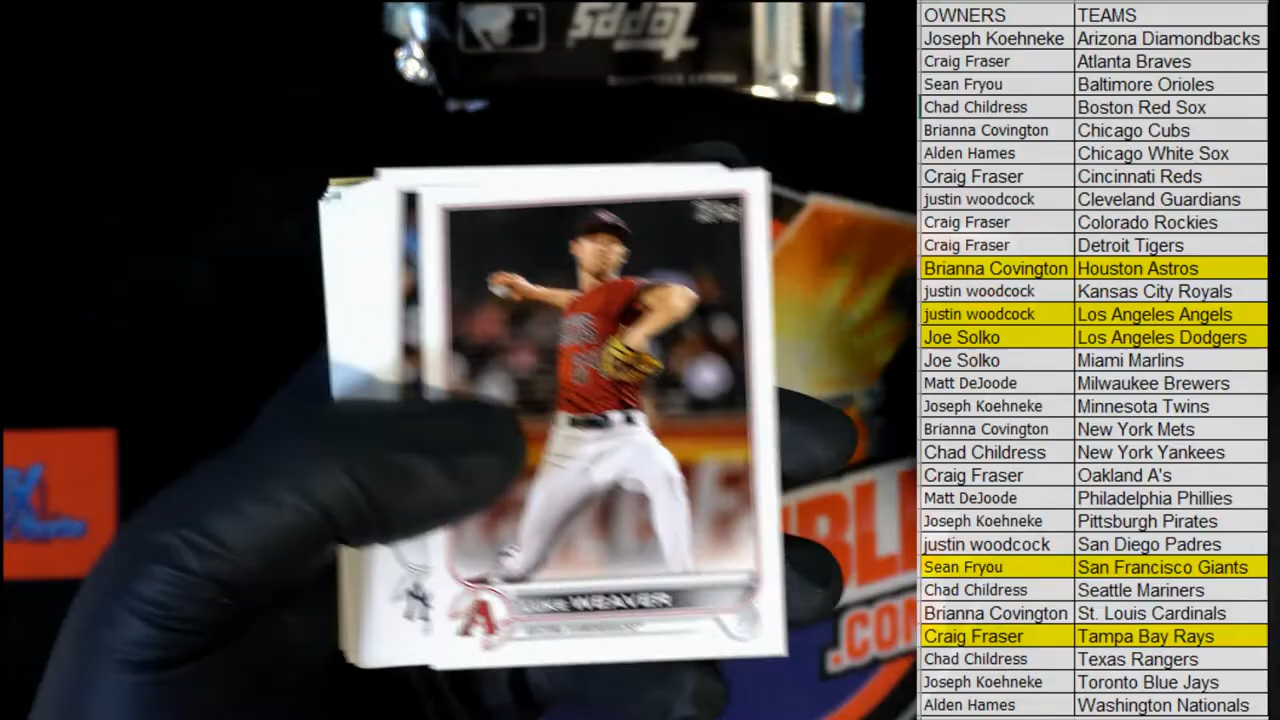 Topps
OWNERS TEAMS
Joseph Koehneke Arizona Diamondbacks
Craig Fraser Atlanta Braves
Sean Fryou Baltimore Orioles
Chad Childress Boston Red Sox
Brianna Covington Chicago Cubs
Alden Hames Chicago White Sox
Craig Fraser Cincinnati Reds
justin woodcock Cleveland Guardians
Craig Fraser Colorado Rockies
Craig Fraser Detroit Tigers
Brianna Covington Houston Astros
justin woodcock Kansas City Royals
justin woodcock Los Angeles Angels
Joe Solko Los Angeles Dodgers
Joe Solko Miami Marlins
Matt DeJoode Milwaukee Brewers
Joseph Koehneke Minnesota Twins
Brianna Covington New York Mets
Chad Childress New York Yankees
Craig Fraser Oakland A's
Matt DeJoode Philadelphia Phillies
Joseph Koehneke Pittsburgh Pirates
justin woodcock San Diego Padres
Sean Fryou San Francisco Giants
Chad Childress Seattle Mariners
Brianna Covington St. Louis Cardinals
Craig Fraser Tampa Bay Rays
Chad Childress Texas Rangers
Joseph Koehneke Toronto Blue Jays
Alden Hames Washington Nationals
LUKE WEAVER
.COM